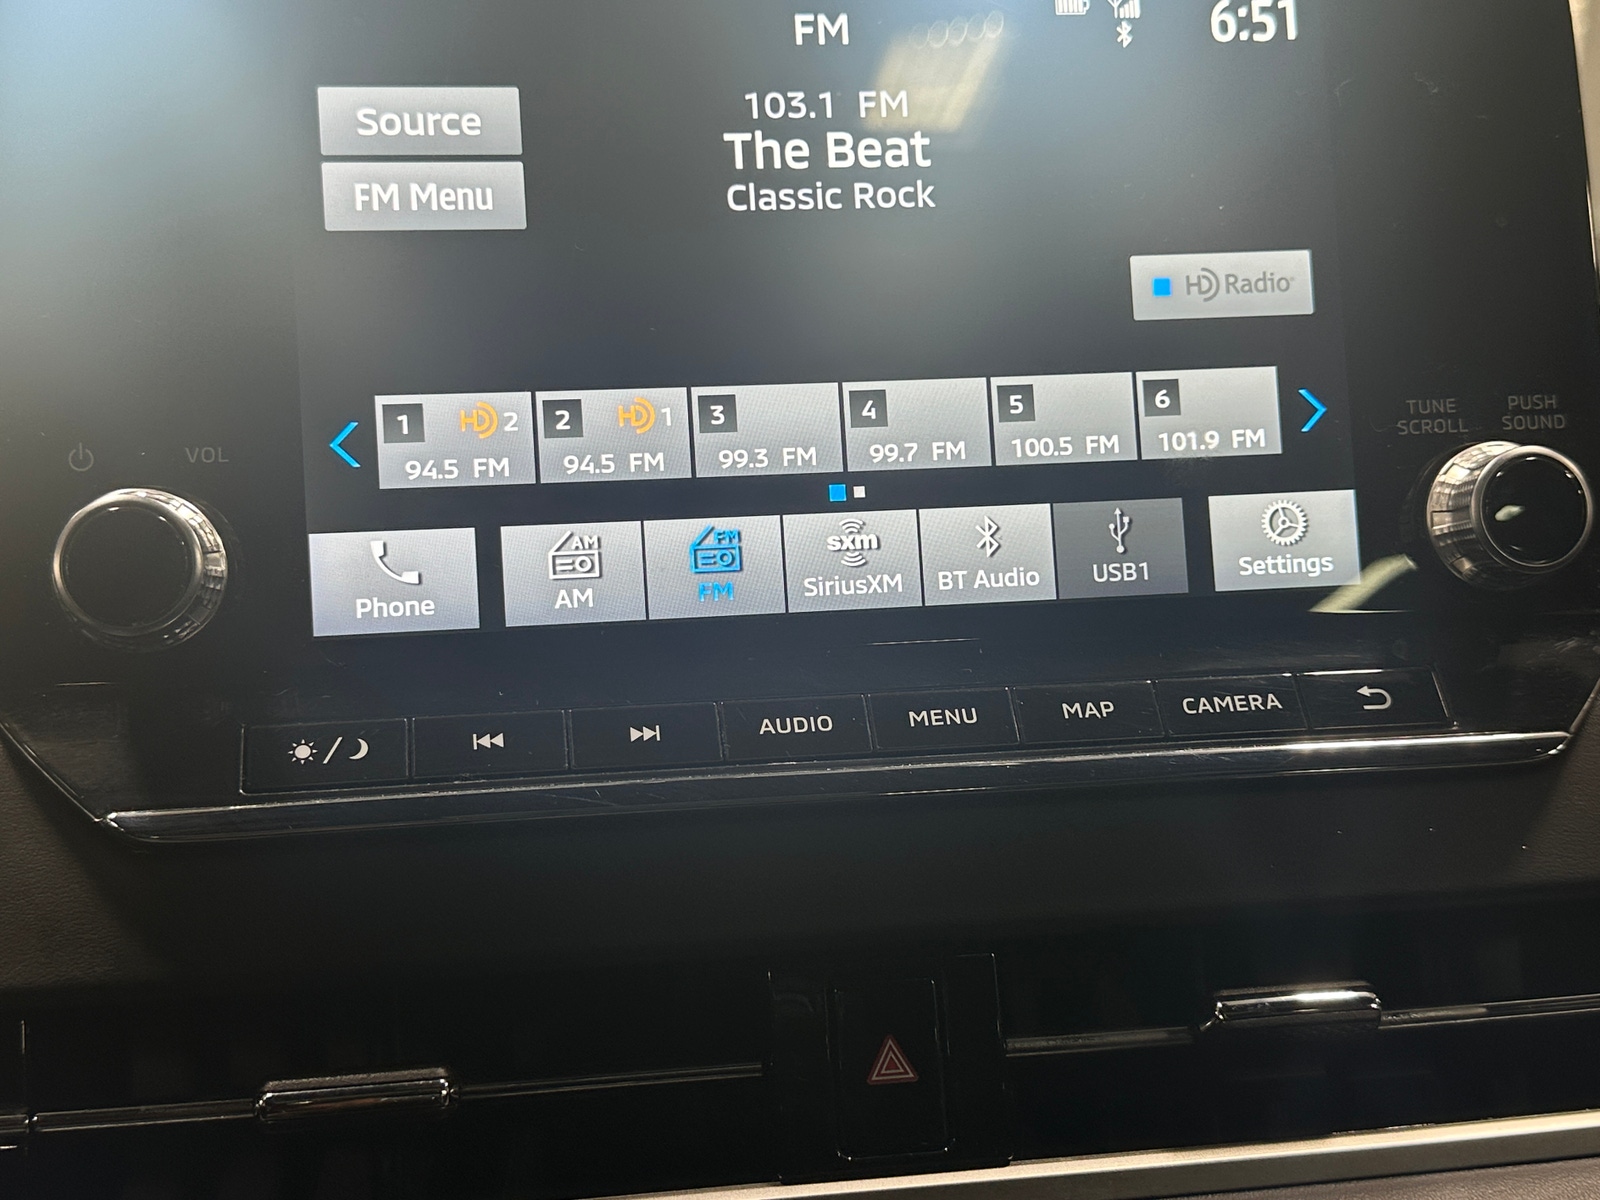 FM
6:51
Source
103.1 FM
The Beat
FM Menu
Classic Rock
HD Radio
1 HD 2
94.5 FM
2 HD 1
94.5 FM
3
99.3 FM
4
99.7 FM
5
100.5 FM
6
101.9 FM
VOL
TUNE
SCROLL
PUSH
SOUND
Phone
AM
AM
FM
FM
sxm
SiriusXM
BT Audio
USB1
Settings
AUDIO
MENU
MAP
CAMERA